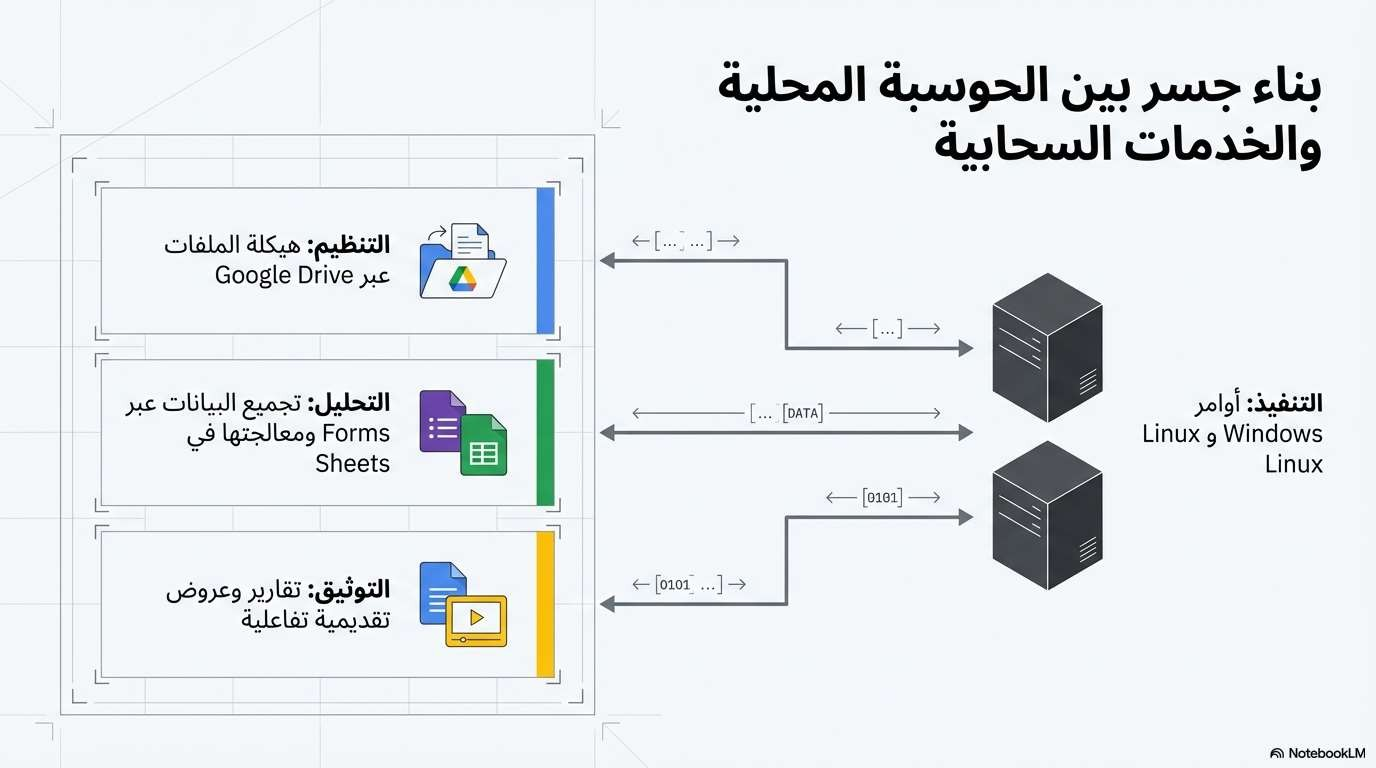 بناء جسر بين الحوسبة المحلية
والخدمات السحابية
التنظيم: هيكلة الملفات
عبر Google Drive
التحليل: تجميع البيانات عبر
Forms ومعالجتها في
Sheets
التوثيق: تقارير وعروض
تقديمية تفاعلية
[... ...]
[...]
[... [DATA]
[0101]
[0101 ...]
التنفيذ: أوامر
Windows و Linux
Linux
NotebookLM